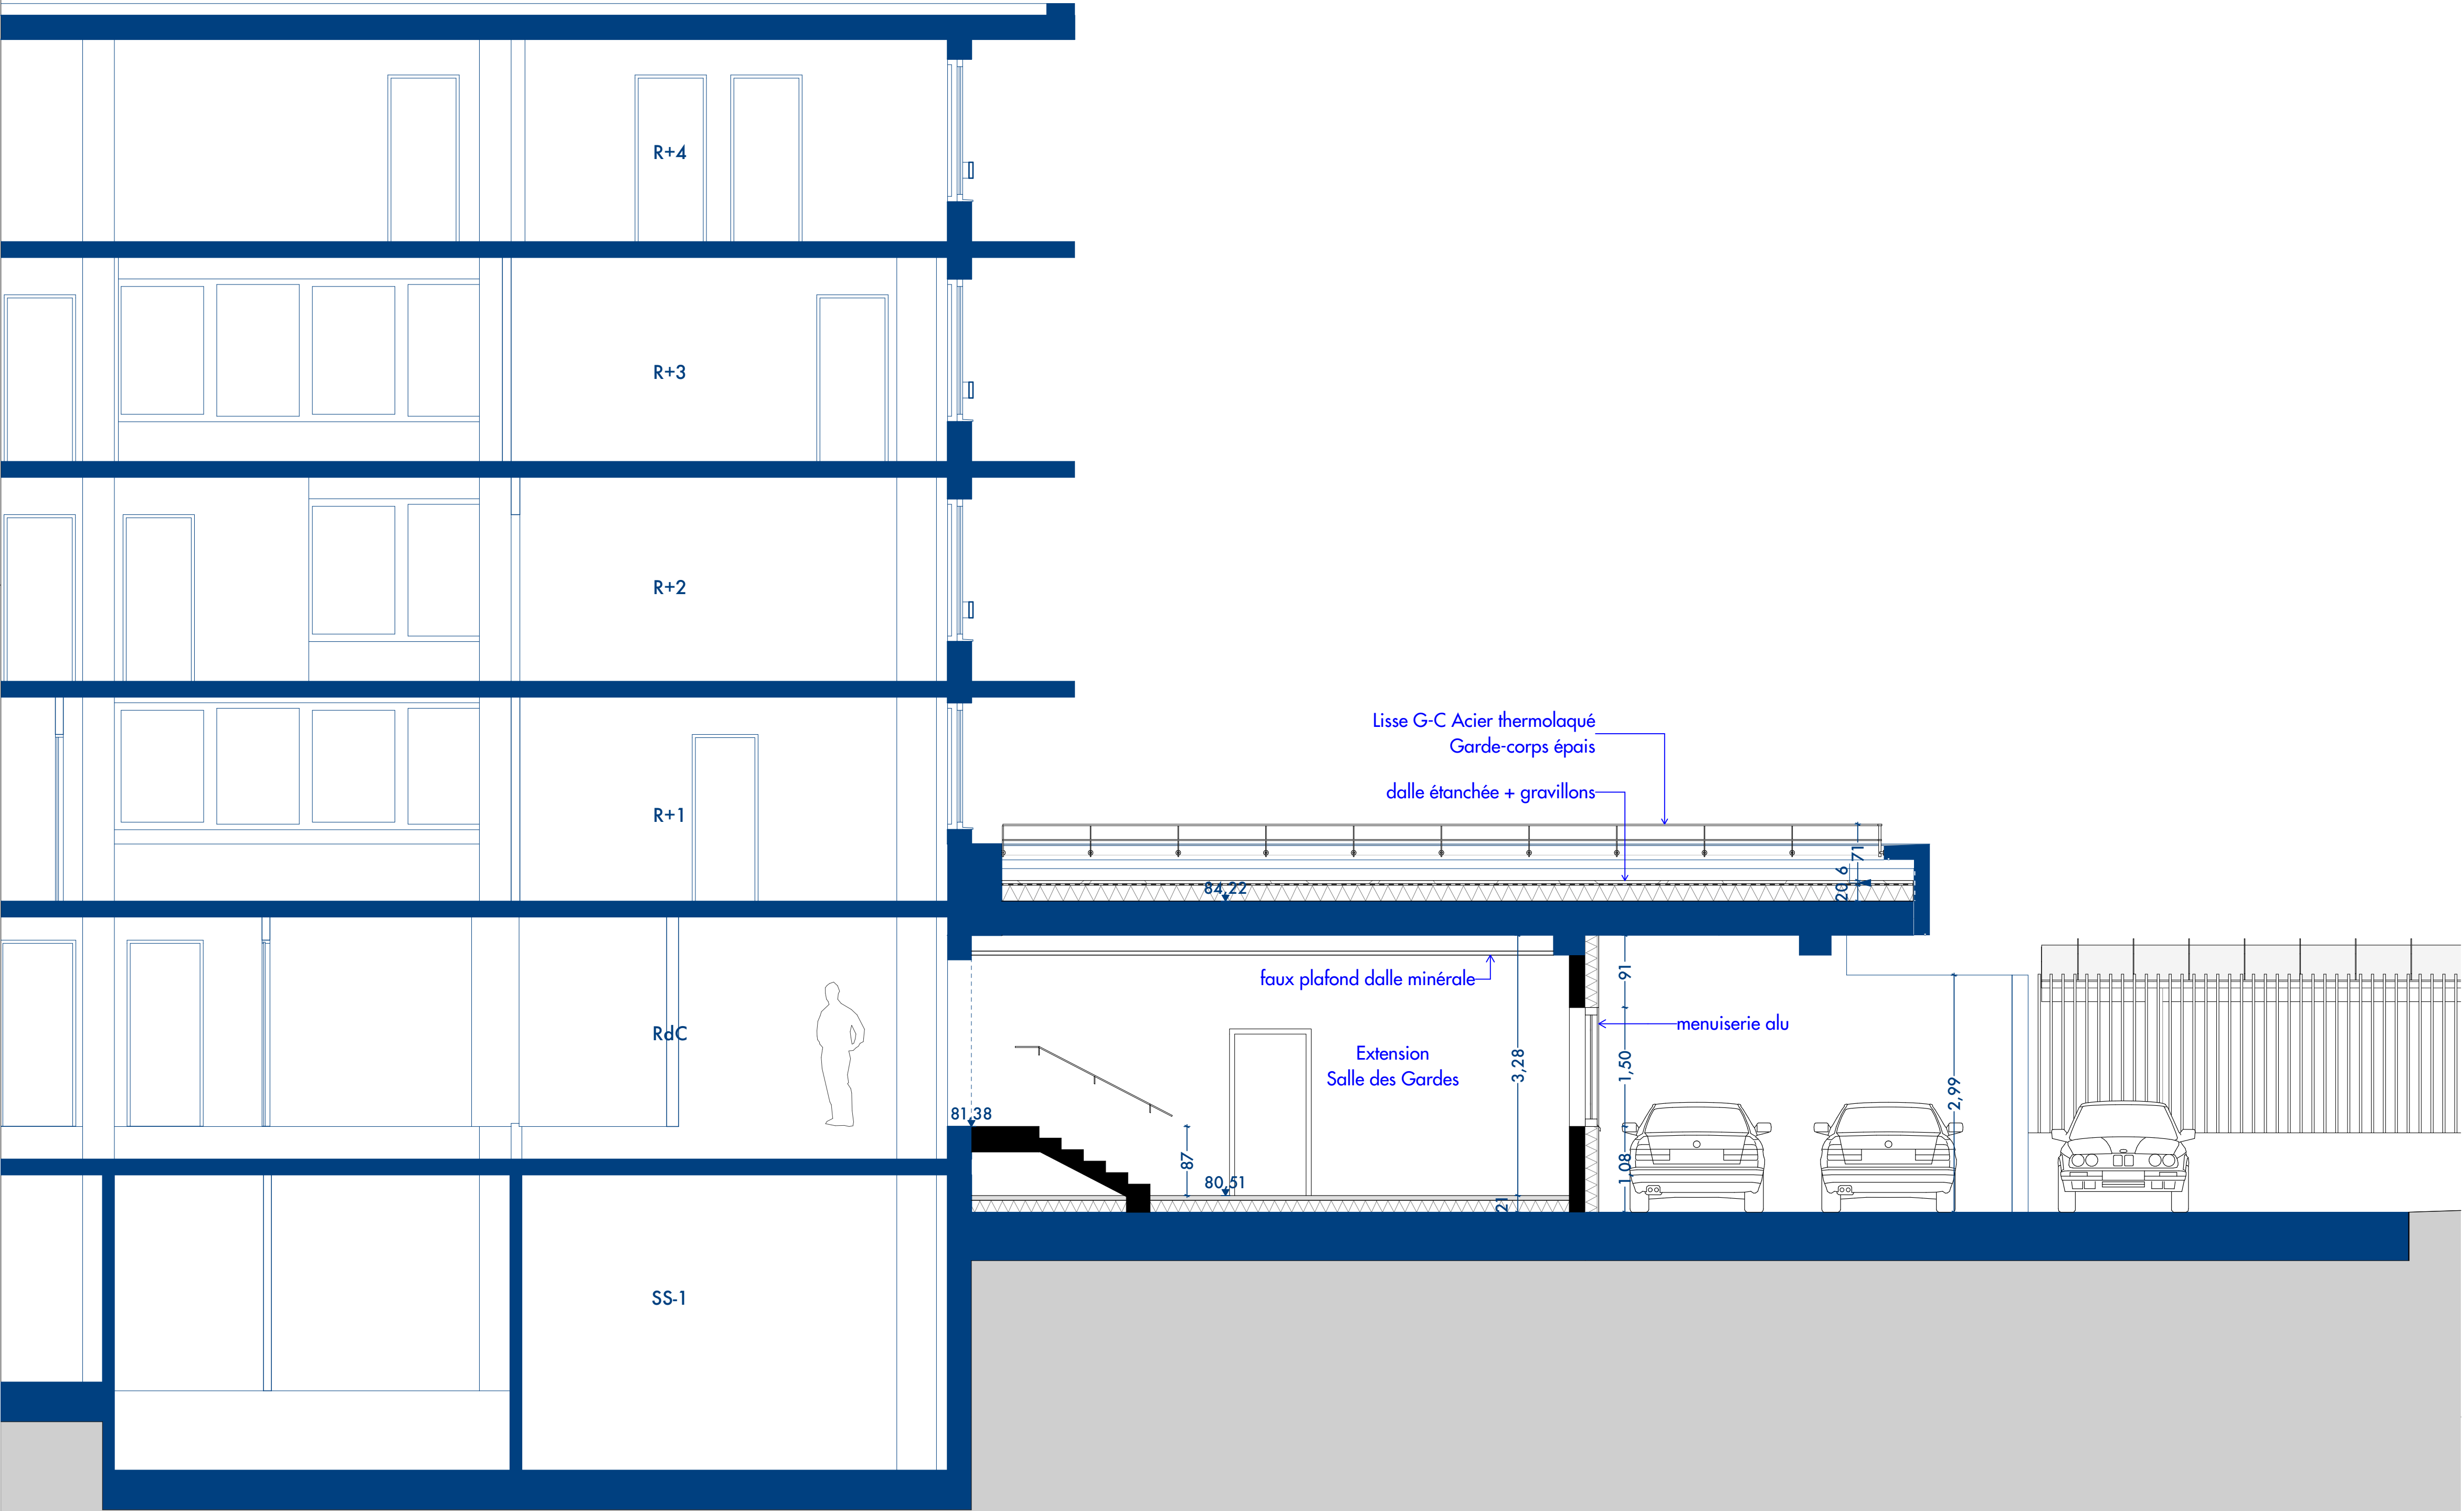 R+4
R+3
R+2
Lisse G-C Acier thermolaqué
Garde-corps épais
dalle étanchée + gravillons
R+1
71
6
20
84,22
faux plafond dalle minérale
91
menuiserie alu
RdC
Extension
Salle des Gardes
3,28
1,50
2,99
81,38
87
1,08
80,51
21
SS-1